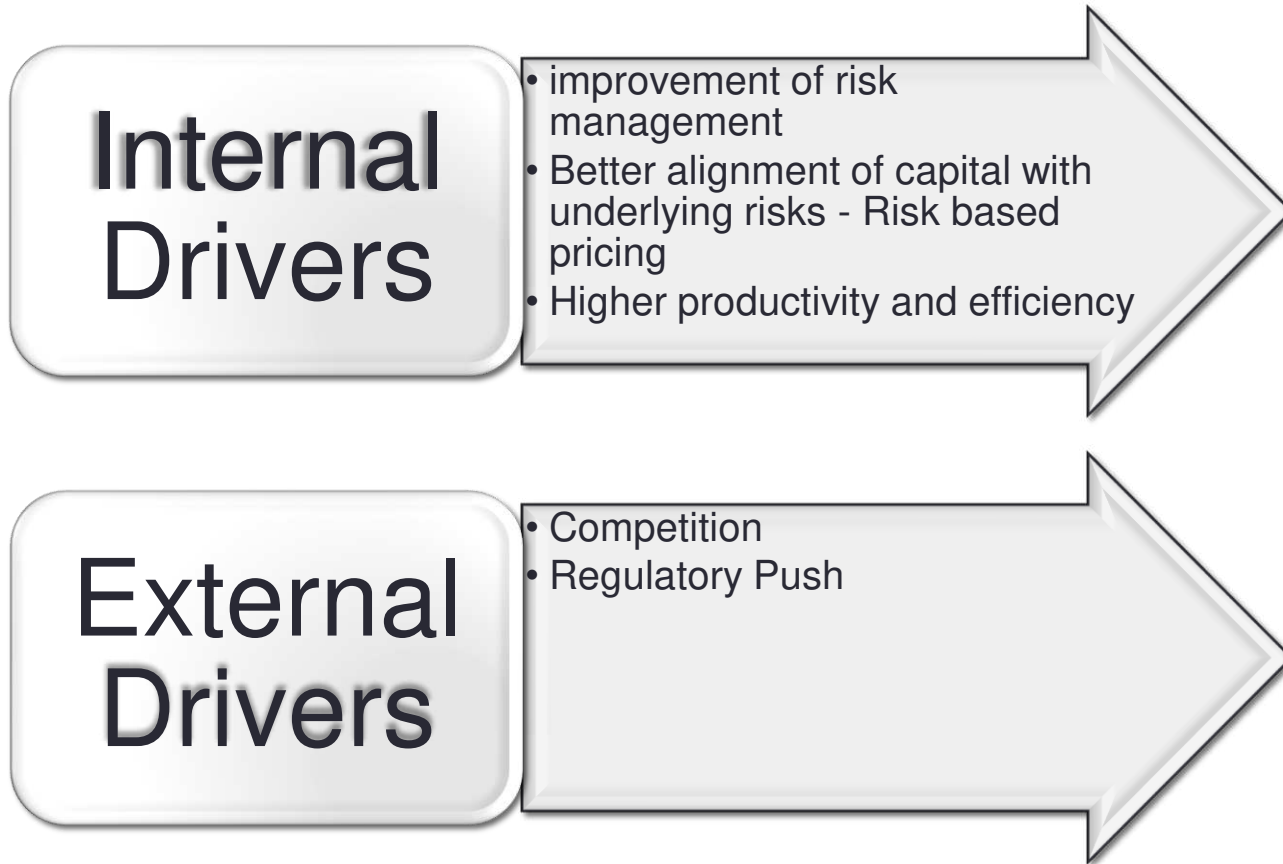 Internal
Drivers
• improvement of risk
management
• Better alignment of capital with
underlying risks - Risk based
pricing
• Higher productivity and efficiency
External
Drivers
• Competition
• Regulatory Push